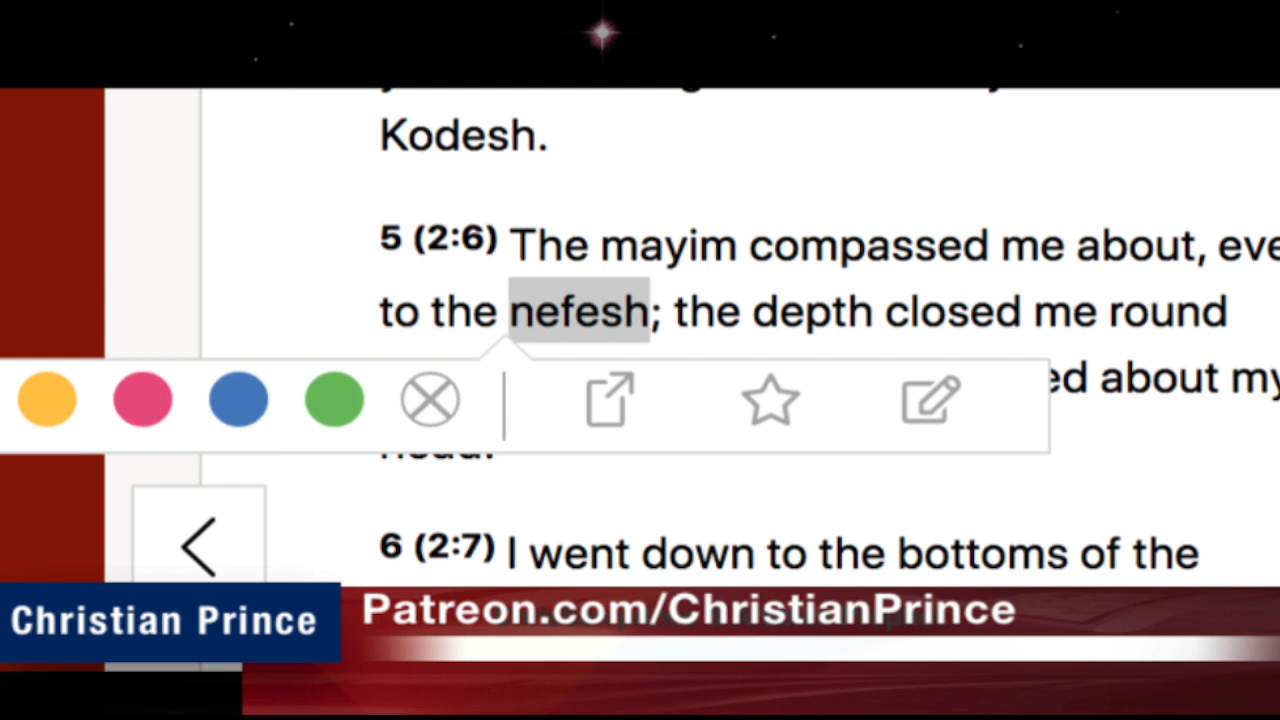 Kodesh.
5 (2:6) The mayim compassed me about, eve
to the nefesh; the depth closed me round
ed about my
6 (2:7) I went down to the bottoms of the
Christian Prince
Patreon.com/ChristianPrince